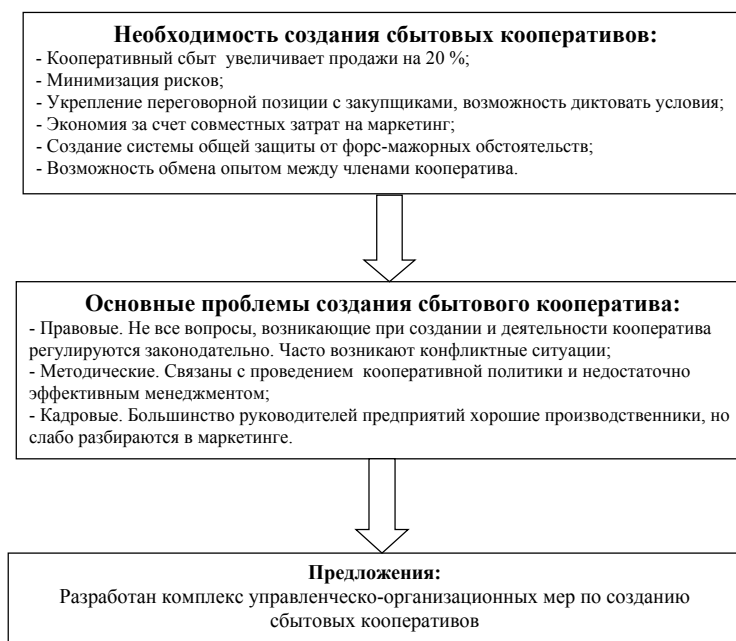 Необходимость создания сбытовых кооперативов:
- Кооперативный сбыт увеличивает продажи на 20 %;
- Минимизация рисков;
- Укрепление переговорной позиции с закупщиками, возможность диктовать условия;
- Экономия за счет совместных затрат на маркетинг;
- Создание системы общей защиты от форс-мажорных обстоятельств;
- Возможность обмена опытом между членами кооператива.
Основные проблемы создания сбытового кооператива:
- Правовые. Не все вопросы, возникающие при создании и деятельности кооператива
регулируются законодательно. Часто возникают конфликтные ситуации;
- Методические. Связаны с проведением кооперативной политики и недостаточно
эффективным менеджментом;
- Кадровые. Большинство руководителей предприятий хорошие производственники, но
слабо разбираются в маркетинге.
Предложения:
Разработан комплекс управленческо-организационных мер по созданию
сбытовых кооперативов